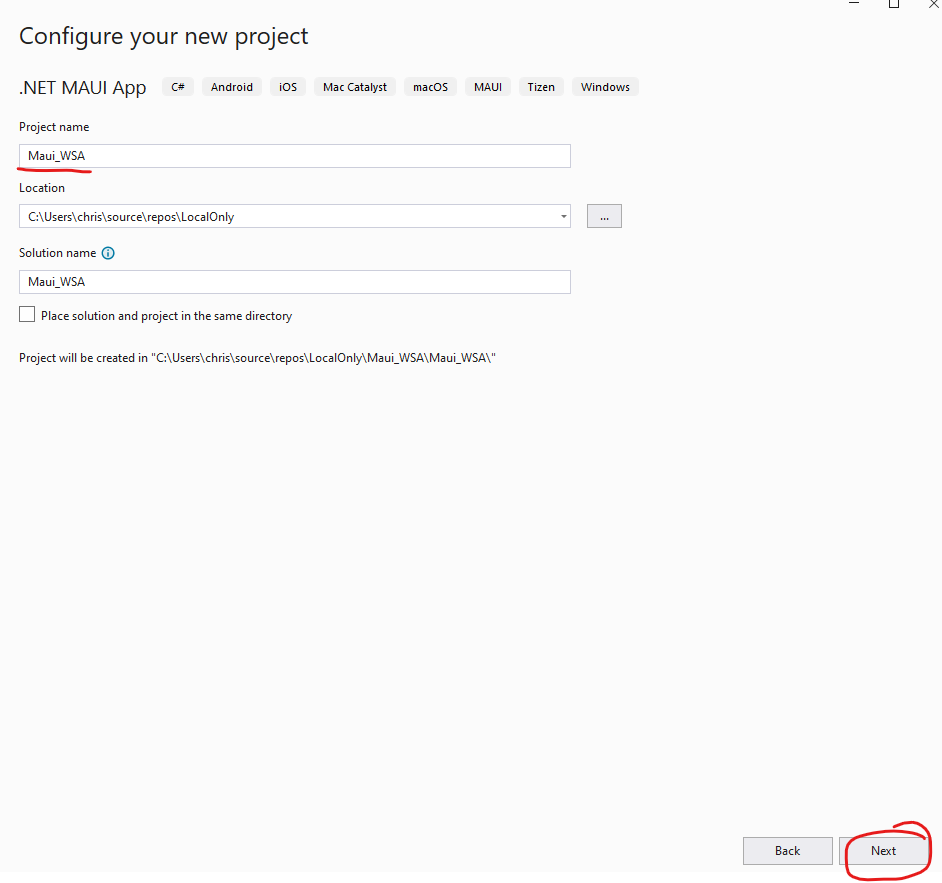 Configure your new project
.NET MAUI App C# Android iOS Mac Catalyst macOS MAUI Tizen Windows
Project name
Maui_WSA
Location
C:\Users\chris\source\repos\LocalOnly ...
Solution name
Maui_WSA
Place solution and project in the same directory
Project will be created in "C:\Users\chris\source\repos\LocalOnly\Maui_WSA\Maui_WSA\"
Back Next